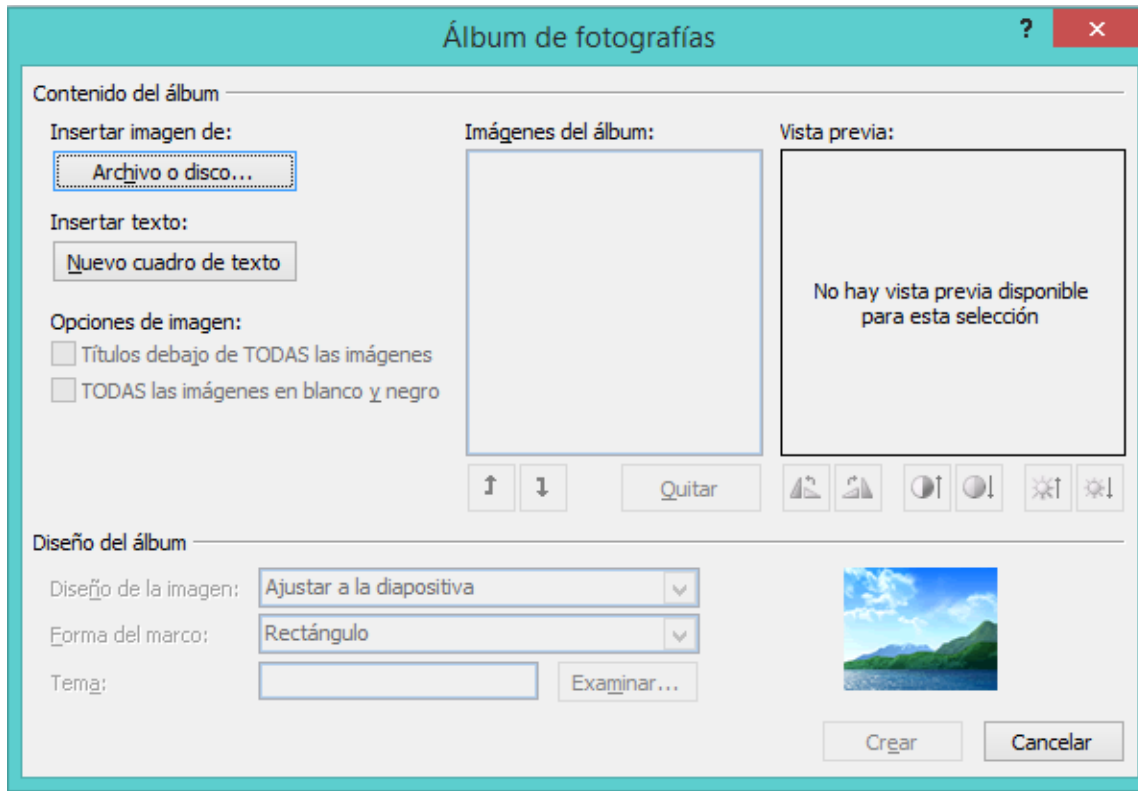 Álbum de fotografías
?
Contenido del álbum
Insertar imagen de:
Archivo o disco...
Insertar texto:
Nuevo cuadro de texto
Opciones de imagen:
Títulos debajo de TODAS las imágenes
TODAS las imágenes en blanco y negro
Imágenes del álbum:
Quitar
Vista previa:
No hay vista previa disponible
para esta selección
Diseño del álbum
Diseño de la imagen:
Ajustar a la diapositiva
Forma del marco:
Rectángulo
Tema:
Examinar...
Crear
Cancelar